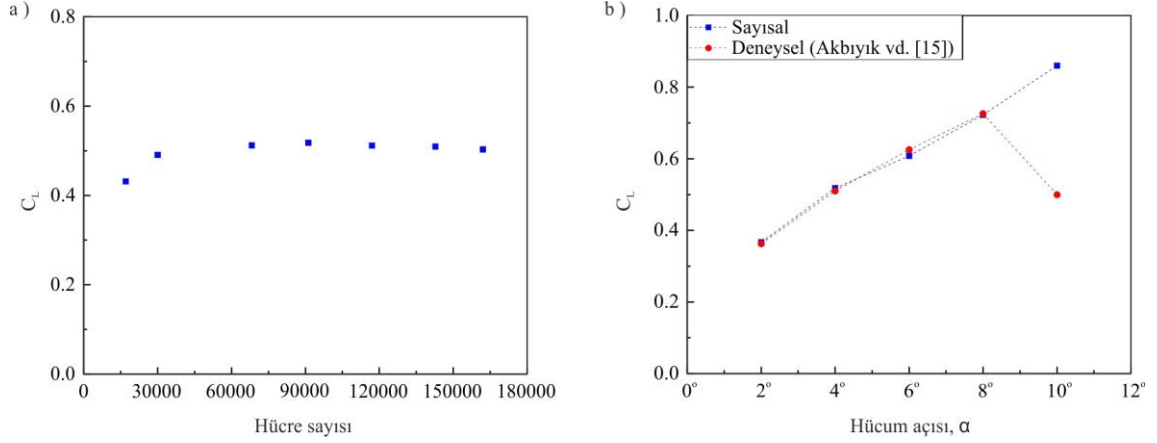 a )
0.8
0.6
0.4
0.2
0.0
C_L
0 30000 60000 90000 120000 150000 180000
Hücre sayısı
b )
Sayısal
Deneysel (Akbıyık vd. [15])
1.0
0.8
0.6
0.4
0.2
0.0
C_L
0° 2° 4° 6° 8° 10° 12°
Hücum açısı, α